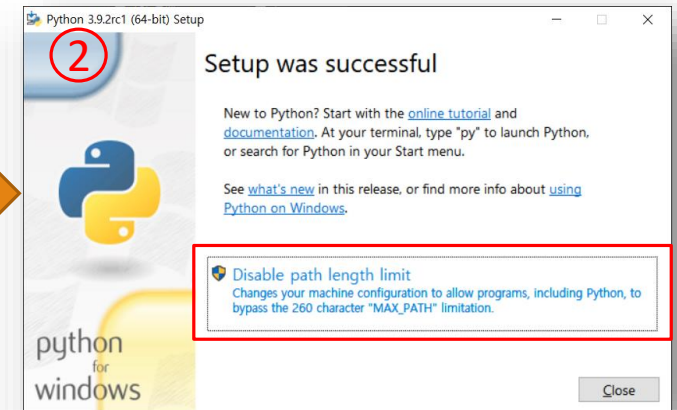 Python 3.9.2rc1 (64-bit) Setup
②
Setup was successful
New to Python? Start with the online tutorial and
documentation. At your terminal, type "py" to launch Python,
or search for Python in your Start menu.
See what's new in this release, or find more info about using
Python on Windows.
Disable path length limit
Changes your machine configuration to allow programs, including Python, to
bypass the 260 character "MAX_PATH" limitation.
python
for
windows
Close